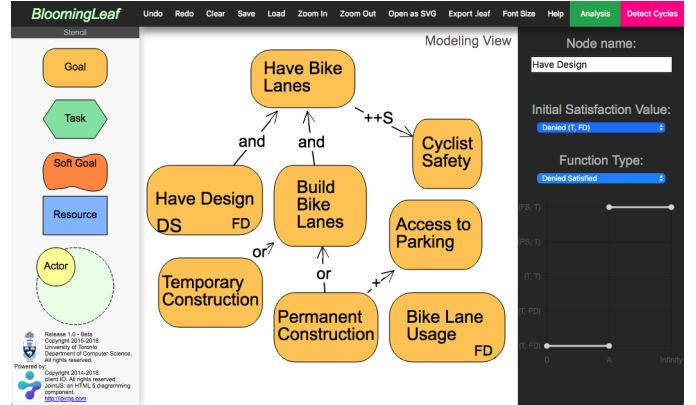 BloomingLeaf
Undo Redo Clear Save Load Zoom In Zoom Out Open as SVG Export .leaf Font Size Help Analysis Detect Cycles
Stencil
Goal
Task
Soft Goal
Resource
Actor
Release 1.0 - Beta
Copyright 2015-2018.
University of Toronto
Department of Computer Science.
All rights reserved.
Powered by:
Copyright 2014-2018.
client IO. All rights reserved.
JointJS: an HTML 5 diagramming
component.
http://jointjs.com
Modeling View
Have Bike
Lanes
++S
and
and
Cyclist
Safety
Have Design
DS
FD
Build
Bike
Lanes
Access to
Parking
or
or
+
Temporary
Construction
Permanent
Construction
Bike Lane
Usage
FD
Node name:
Have Design
Initial Satisfaction Value:
Denied (T, FD)
Function Type:
Denied Satisfied
(FS, T)
(PS, T)
(T, T)
(T, PD)
(T, FD)
0 A Infinity